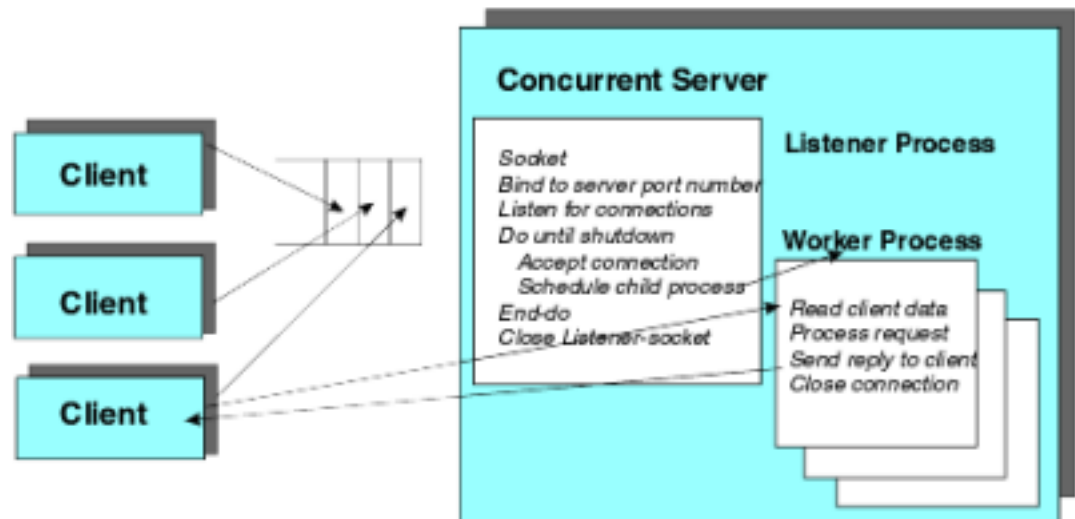 Concurrent Server
Client
Client
Client
Socket
Bind to server port number
Listen for connections
Do until shutdown
Accept connection
Schedule child process
End-do
Close Listener-socket
Listener Process
Worker Process
Read client data
Process request
Send reply to client
Close connection